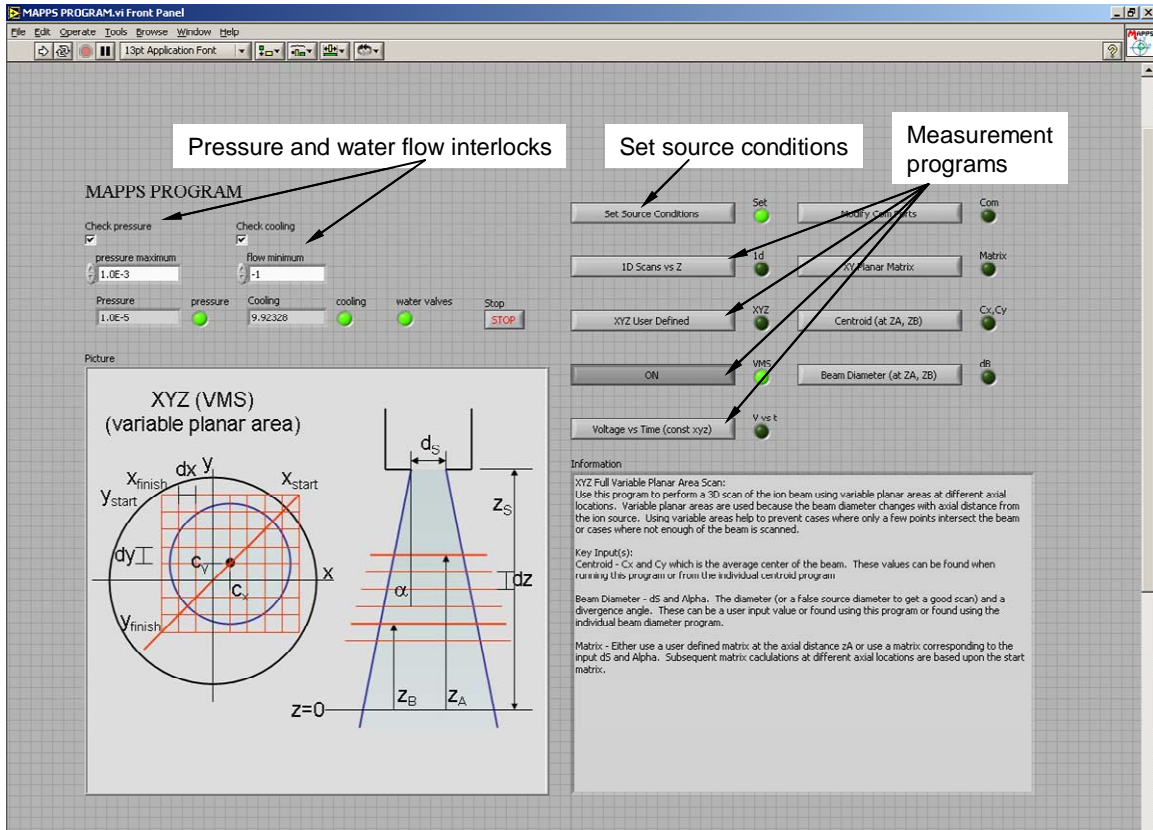 MAPPS PROGRAM.vi Front Panel
File Edit Operate Tools Browse Window Help
13pt Application Font
MAPPS
Pressure and water flow interlocks
Set source conditions
Measurement
programs
MAPPS PROGRAM
Check pressure
Check cooling
pressure maximum
1.0E-3
flow minimum
-1
Pressure
1.0E-5
pressure
Cooling
9.92328
cooling
water valves
Stop
STOP
Set Source Conditions
Set
Modify Com Ports
Com
1D Scans vs Z
1d
XY Planar Matrix
Matrix
XYZ User Defined
XYZ
Centroid (at ZA, ZB)
Cx,Cy
ON
VMS
Beam Diameter (at ZA, ZB)
dB
Voltage vs Time (const xyz)
V vs t
Picture
XYZ (VMS)
(variable planar area)
xfinish
dx
y
xstart
ystart
dy
cy
cx
x
yfinish
dS
zS
dz
α
zB
zA
z=0
Information
XYZ Full Variable Planar Area Scan:
Use this program to perform a 3D scan of the ion beam using variable planar areas at different axial
locations. Variable planar areas are used because the beam diameter changes with axial distance from
the ion source. Using variable areas help to prevent cases where only a few points intersect the beam
or cases where not enough of the beam is scanned.
Key Input(s):
Centroid - Cx and Cy which is the average center of the beam. These values can be found when
running this program or from the individual centroid program
Beam Diameter - dS and Alpha. The diameter (or a false source diameter to get a good scan) and a
divergence angle. These can be a user input value or found using this program or found using the
individual beam diameter program.
Matrix - Either use a user defined matrix at the axial distance zA or use a matrix corresponding to the
input dS and Alpha. Subsequent matrix caclulations at different axial locations are based upon the start
matrix.